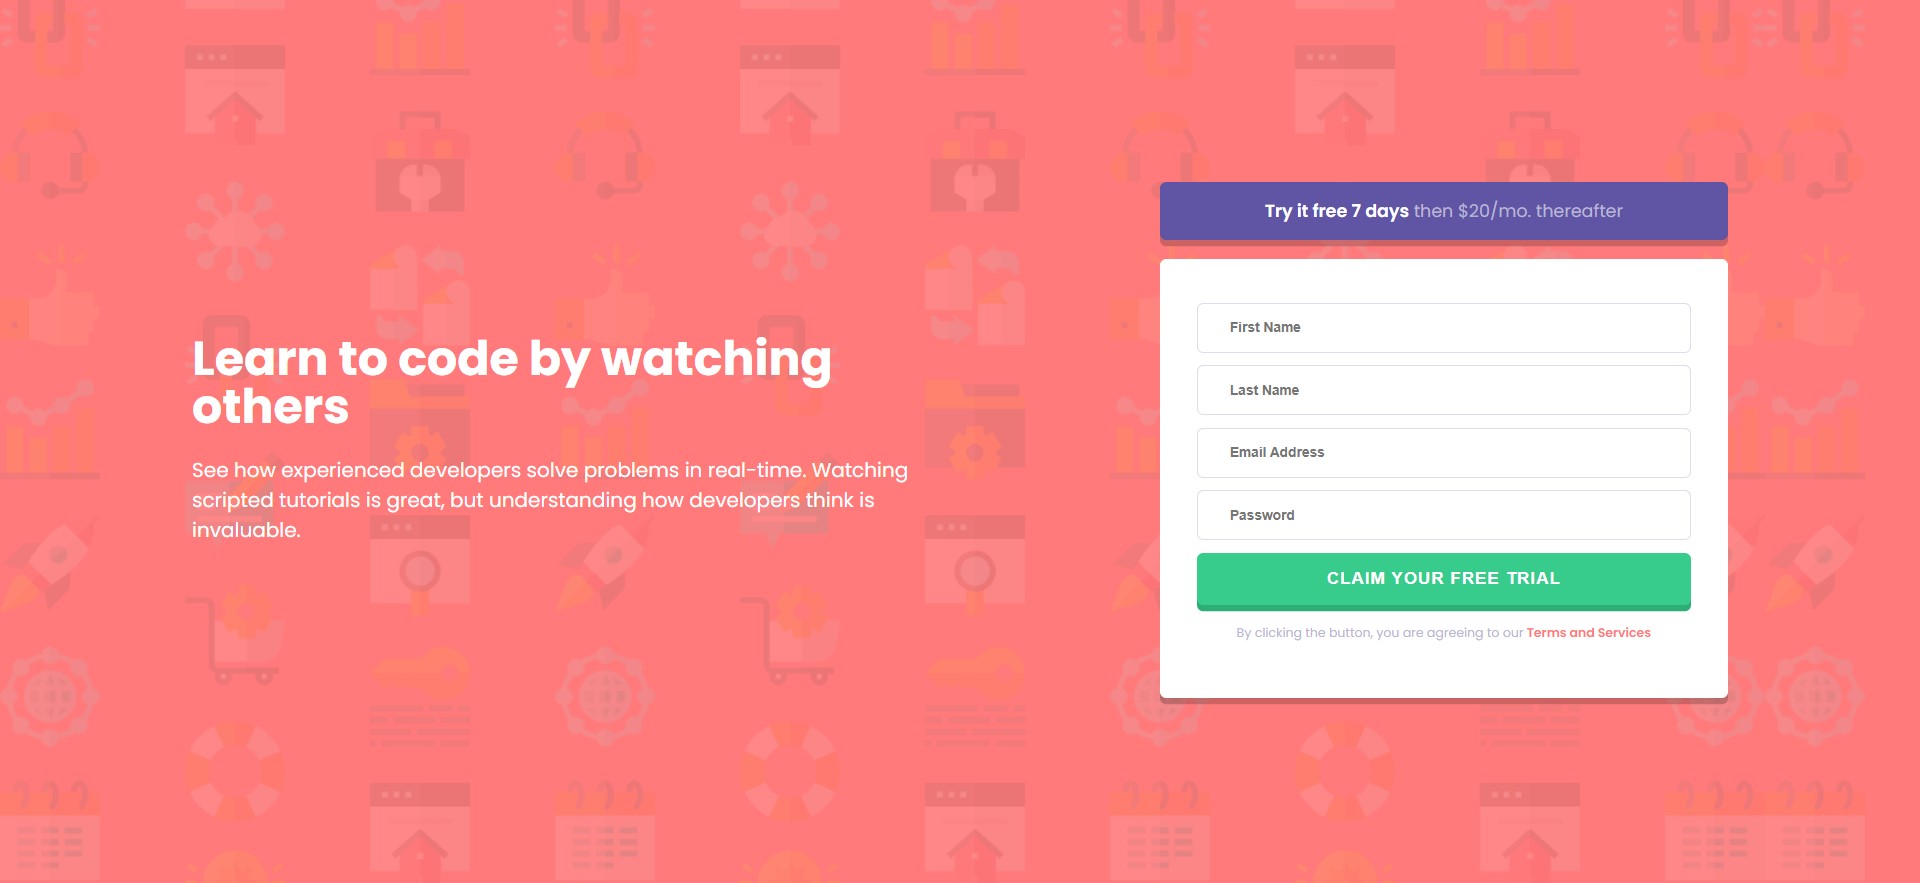 Learn to code by watching
others
See how experienced developers solve problems in real-time. Watching
scripted tutorials is great, but understanding how developers think is
invaluable.
Try it free 7 days then $20/mo. thereafter
First Name
Last Name
Email Address
Password
CLAIM YOUR FREE TRIAL
By clicking the button, you are agreeing to our Terms and Services